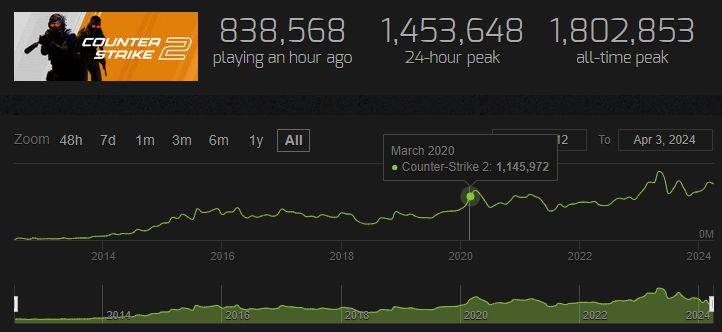 COUNTER
STRIKE 2
838,568
playing an hour ago
1,453,648
24-hour peak
1,802,853
all-time peak
Zoom 48h 7d 1m 3m 6m 1y All
12 To Apr 3, 2024
March 2020
Counter-Strike 2: 1,145,972
0M
2014 2016 2018 2020 2022 2024
2014 2016 2018 2020 2022 2024